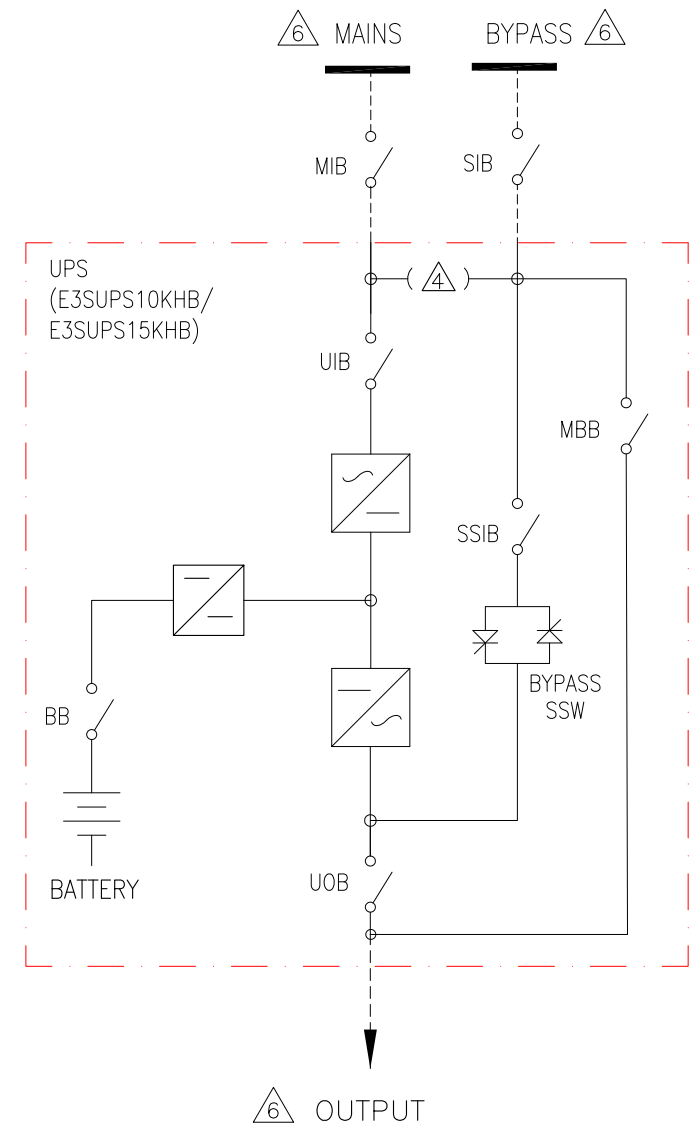 6 MAINS
BYPASS 6
MIB
SIB
UPS
(E3SUPS10KHB/
E3SUPS15KHB)
4
UIB
MBB
SSIB
BYPASS
SSW
BB
BATTERY
UOB
6 OUTPUT